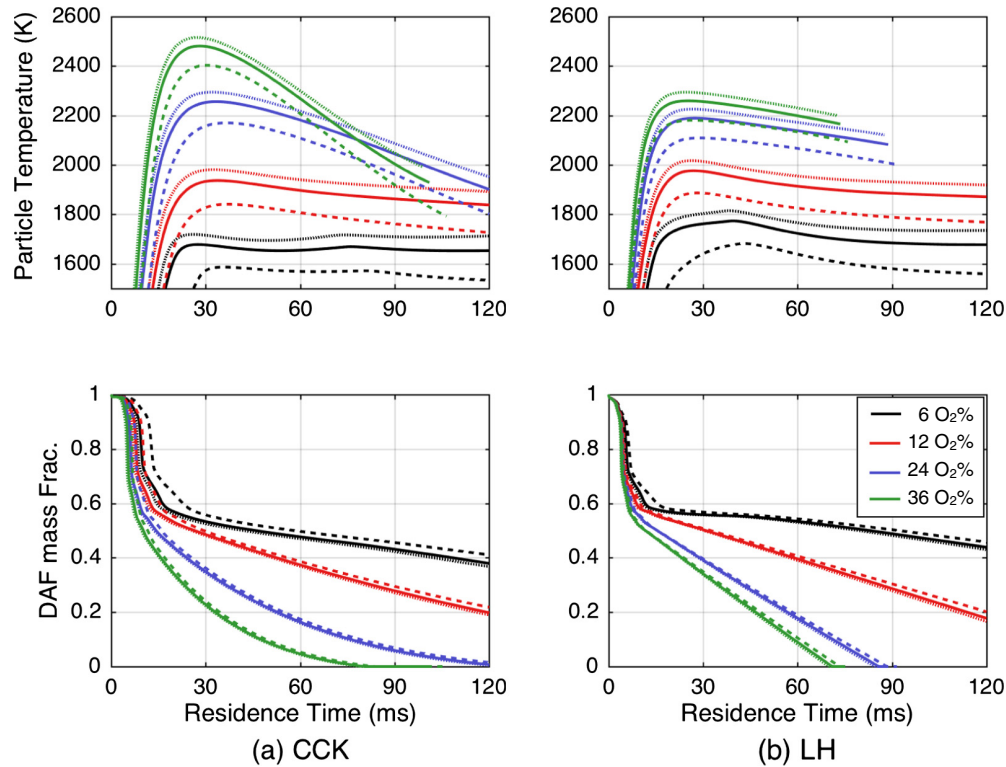 2600
2400
2200
2000
1800
1600
Particle Temperature (K)
0 30 60 90 120
2600
2400
2200
2000
1800
1600
0 30 60 90 120
1
0.8
0.6
0.4
0.2
0
DAF mass Frac.
0 30 60 90 120
Residence Time (ms)
(a) CCK
1
0.8
0.6
0.4
0.2
0
6 O₂%
12 O₂%
24 O₂%
36 O₂%
0 30 60 90 120
Residence Time (ms)
(b) LH